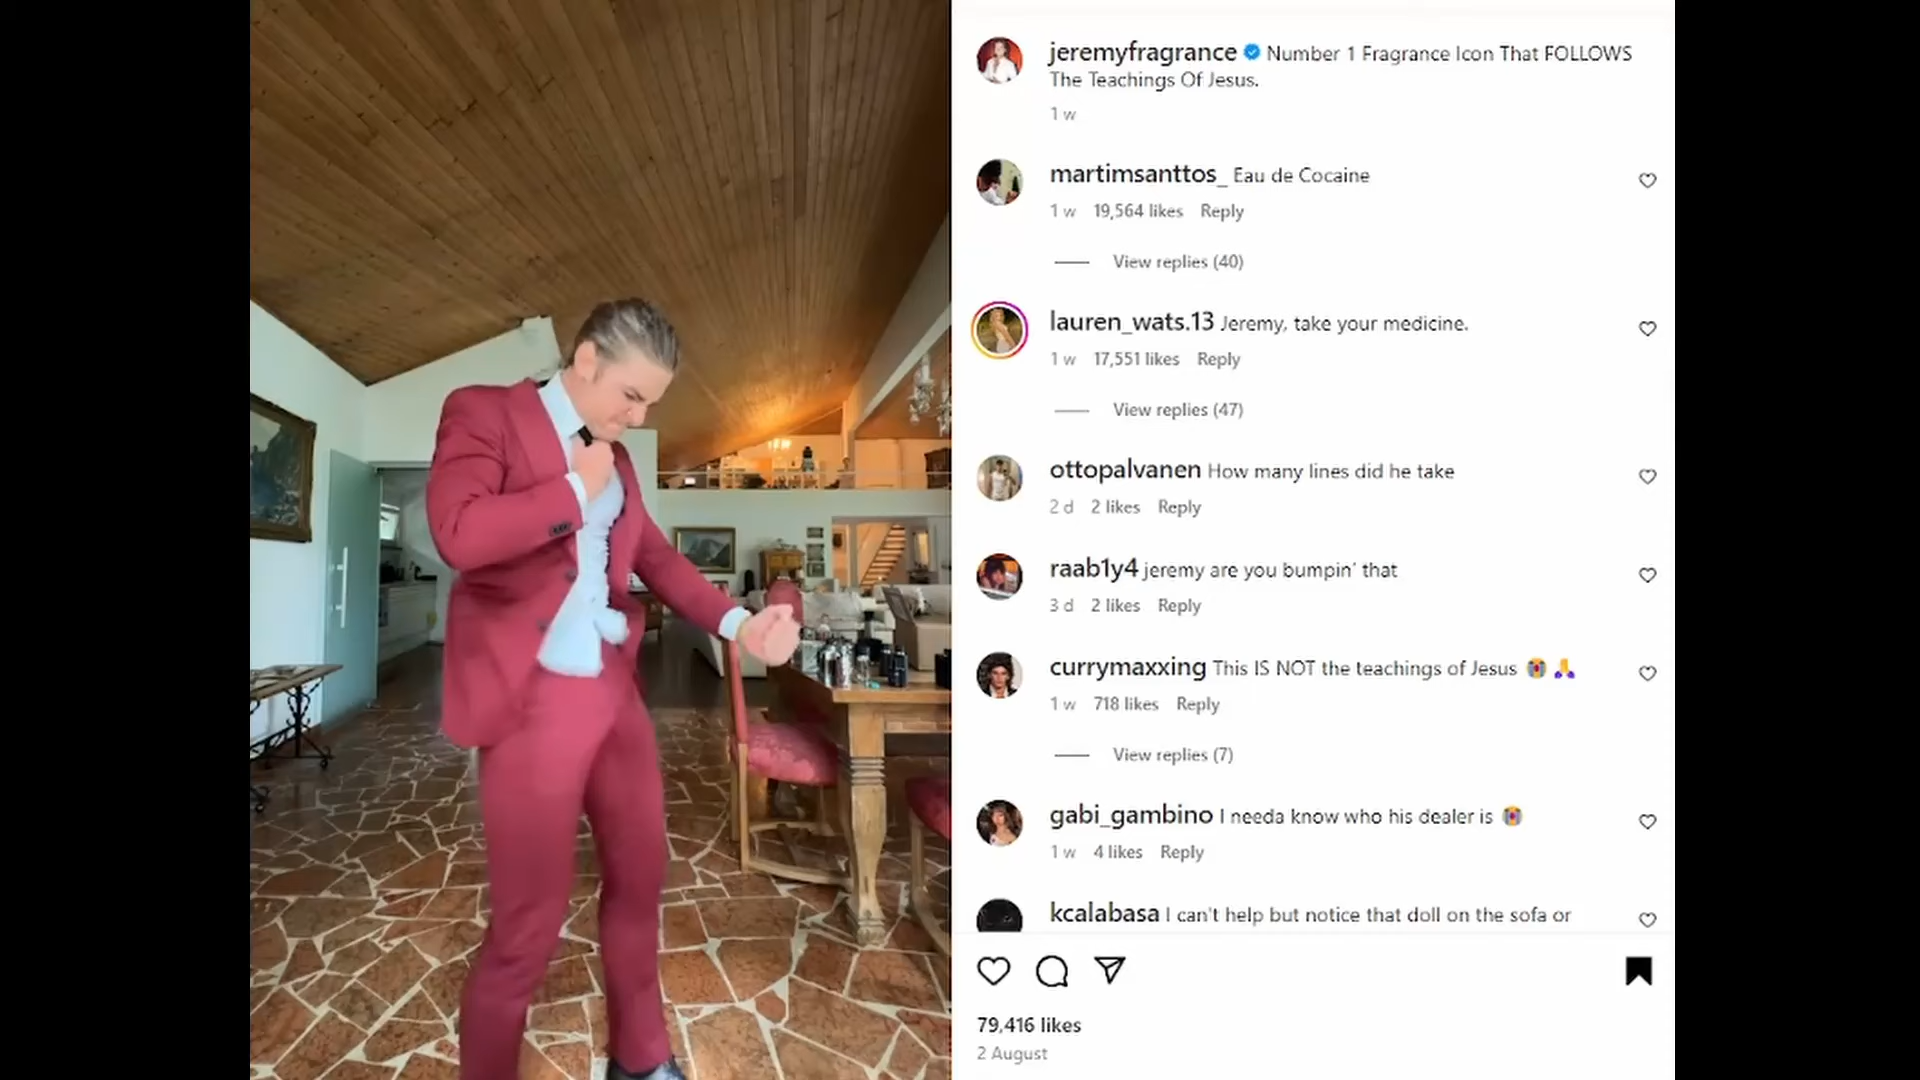 jeremyfragrance Number 1 Fragrance Icon That FOLLOWS
The Teachings Of Jesus.
1 w
martimsanttos_ Eau de Cocaine
1 w 19,564 likes Reply
View replies (40)
lauren_wats.13 Jeremy, take your medicine.
1 w 17,551 likes Reply
View replies (47)
ottopalvanen How many lines did he take
2 d 2 likes Reply
raab1y4 jeremy are you bumpin' that
3 d 2 likes Reply
currymaxxing This IS NOT the teachings of Jesus 😭🙏
1 w 718 likes Reply
View replies (7)
gabi_gambino I needa know who his dealer is 😭
1 w 4 likes Reply
kcalabasa I can't help but notice that doll on the sofa or
79,416 likes
2 August